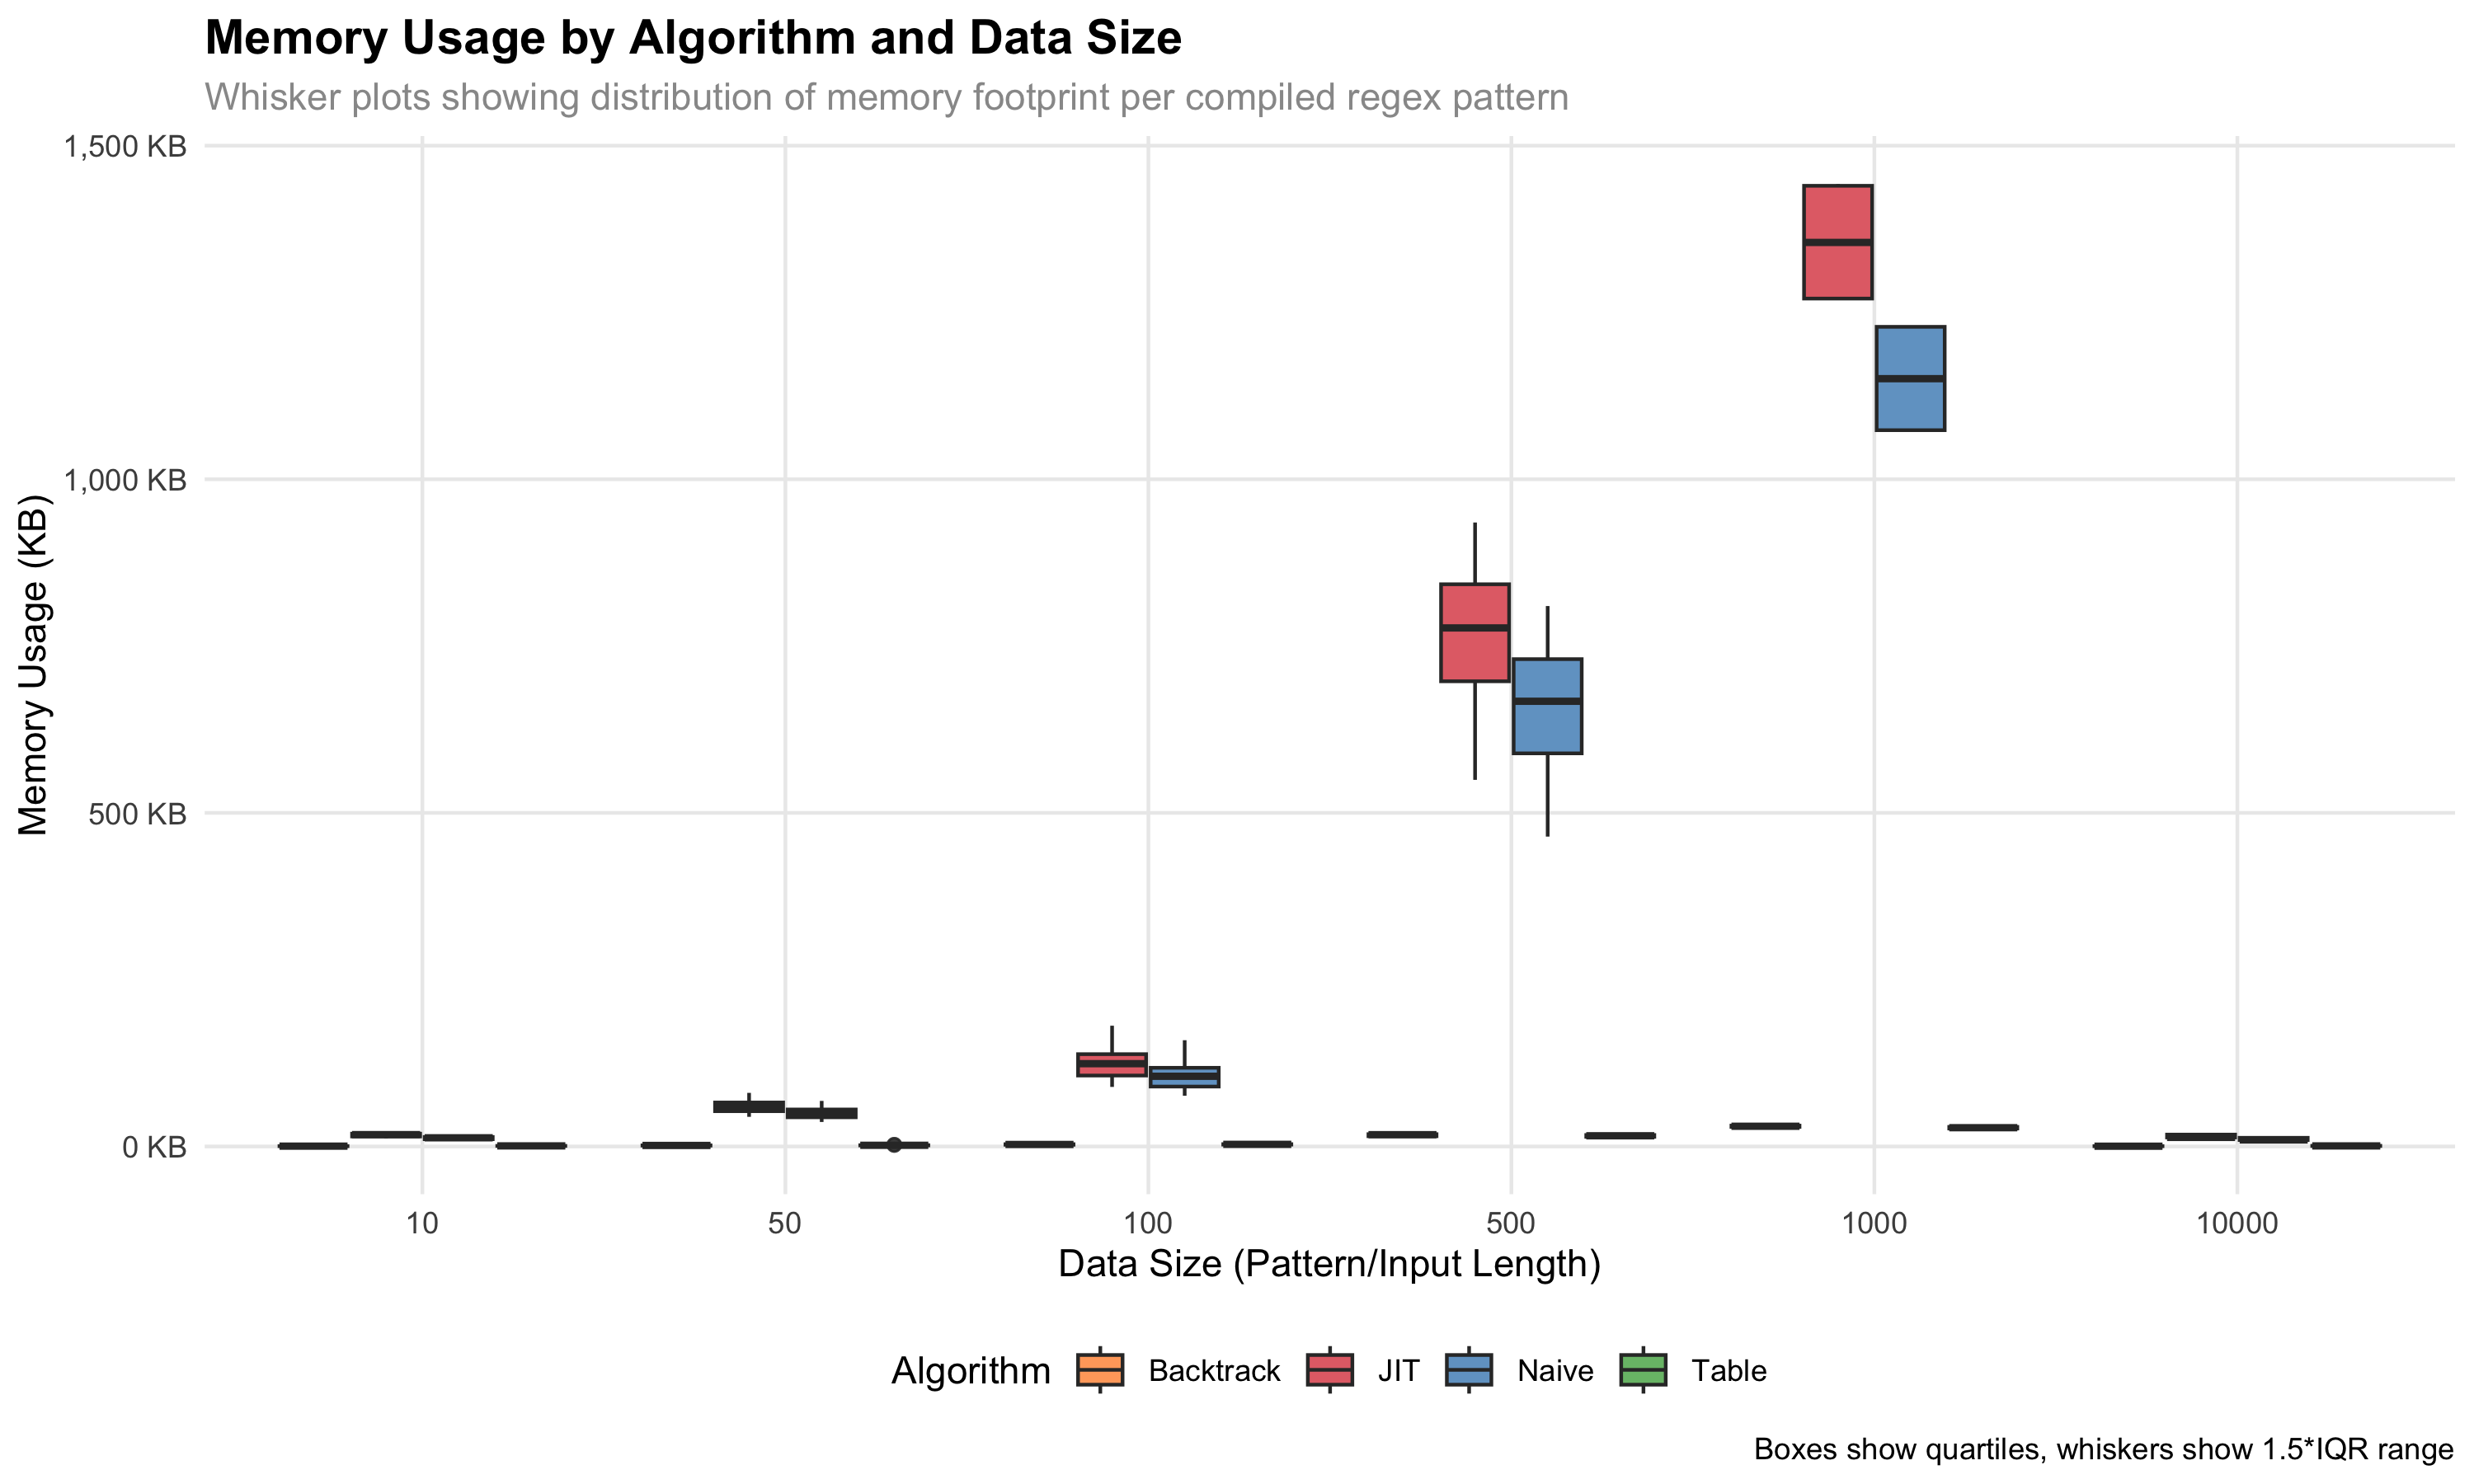 Memory Usage by Algorithm and Data Size
Whisker plots showing distribution of memory footprint per compiled regex pattern
1,500 KB
1,000 KB
500 KB
0 KB
Memory Usage (KB)
10 50 100 500 1000 10000
Data Size (Pattern/Input Length)
Algorithm Backtrack JIT Naive Table
Boxes show quartiles, whiskers show 1.5*IQR range